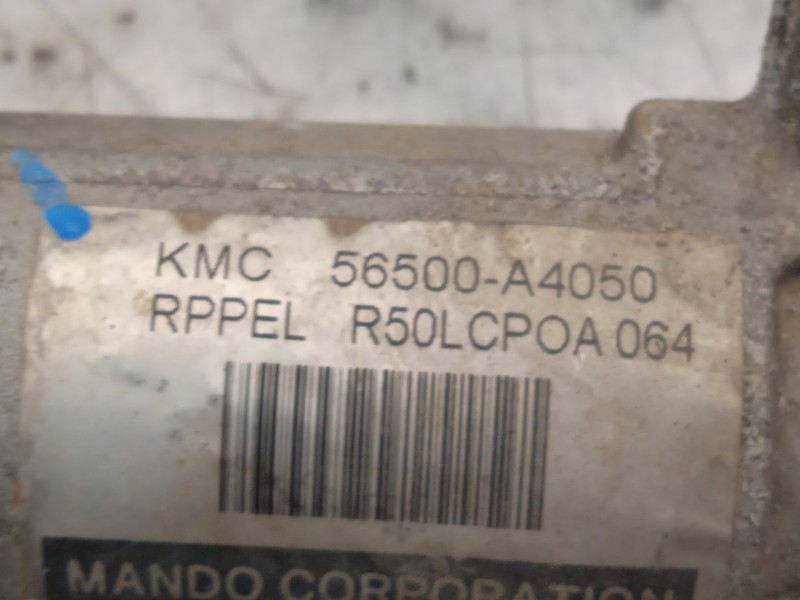 KMC 56500-A4050
RPPEL R50LCPOA 064
MANDO CORPORATION